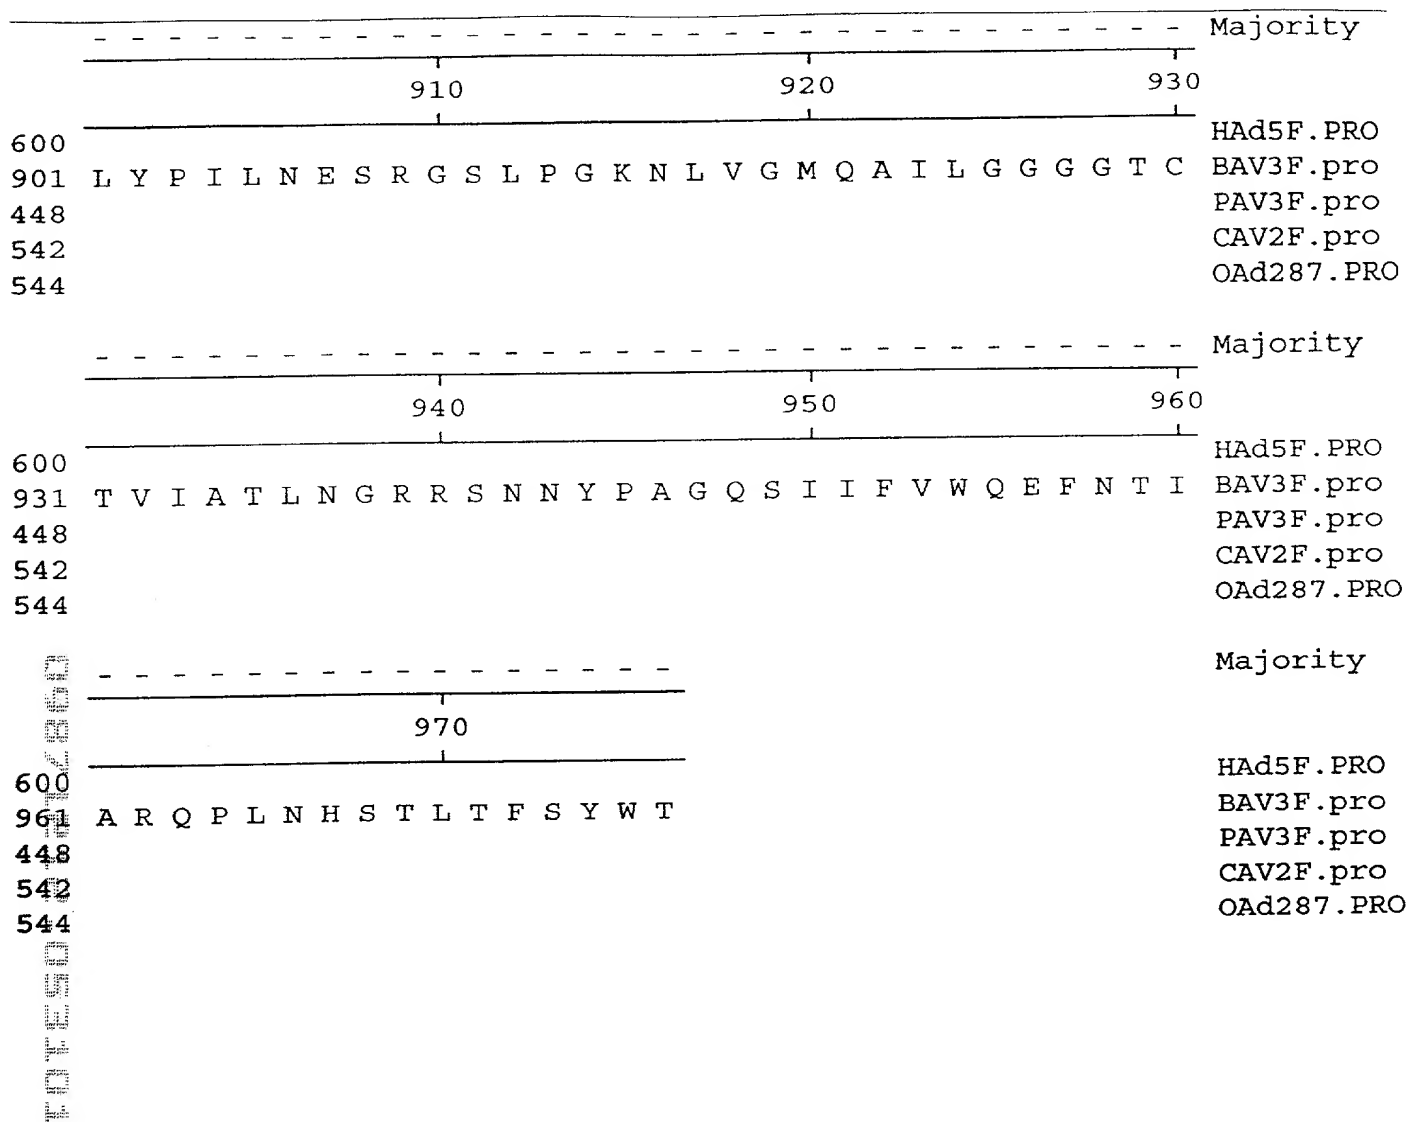 - - - - - - - - - - - - - - - - - - - - - - - - - - - - - - Majority
910 920 930
600 HAd5F.PRO
901 L Y P I L N E S R G S L P G K N L V G M Q A I L G G G G T C BAV3F.pro
448 PAV3F.pro
542 CAV2F.pro
544 OAd287.PRO
- - - - - - - - - - - - - - - - - - - - - - - - - - - - - - Majority
940 950 960
600 HAd5F.PRO
931 T V I A T L N G R R S N N Y P A G Q S I I F V W Q E F N T I BAV3F.pro
448 PAV3F.pro
542 CAV2F.pro
544 OAd287.PRO
- - - - - - - - - - - - - - - - Majority
970
600 HAd5F.PRO
961 A R Q P L N H S T L T F S Y W T BAV3F.pro
448 PAV3F.pro
542 CAV2F.pro
544 OAd287.PRO